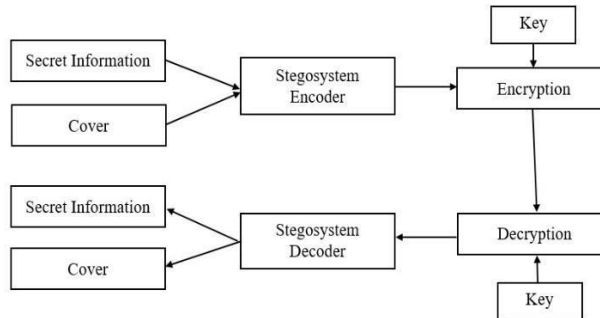 Key
Secret Information
Stegosystem
Encoder
Encryption
Cover
Secret Information
Stegosystem
Decoder
Decryption
Cover
Key